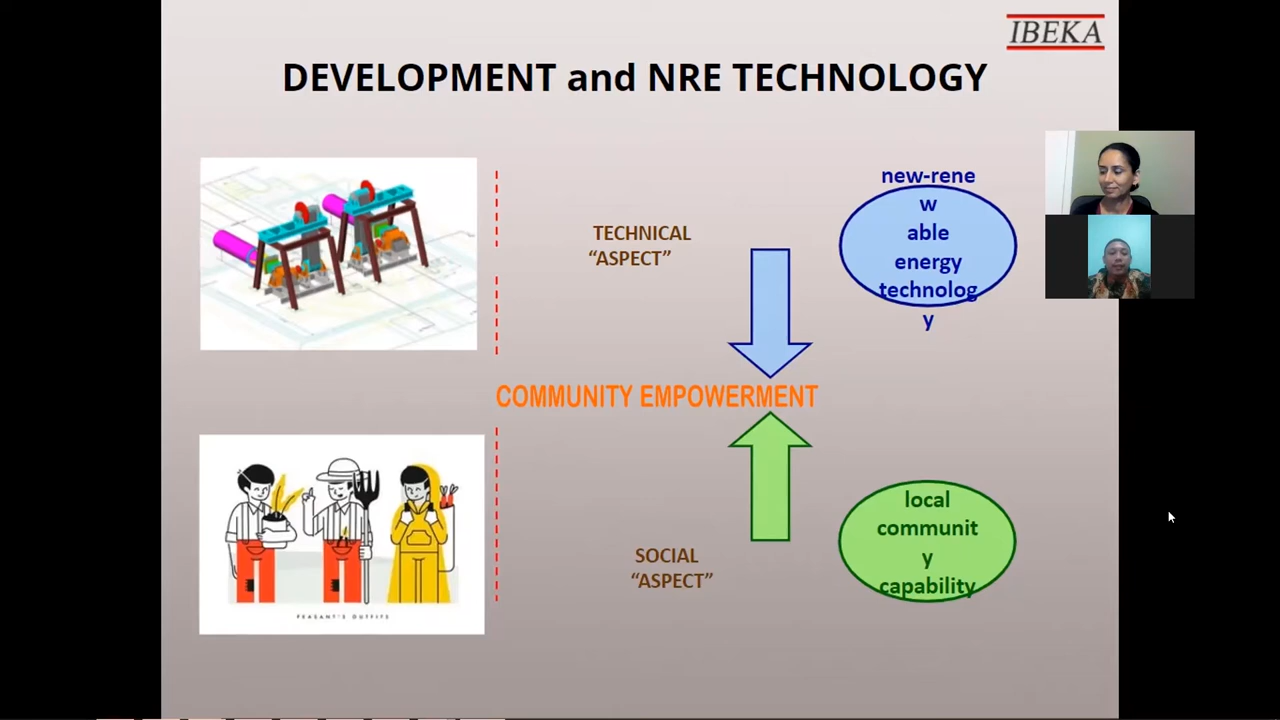 IBEKA
DEVELOPMENT and NRE TECHNOLOGY
TECHNICAL
“ASPECT”
new-rene
w
able
energy
technolog
y
COMMUNITY EMPOWERMENT
SOCIAL
“ASPECT”
local
communit
y
capability
PEASANT'S OUTFITS